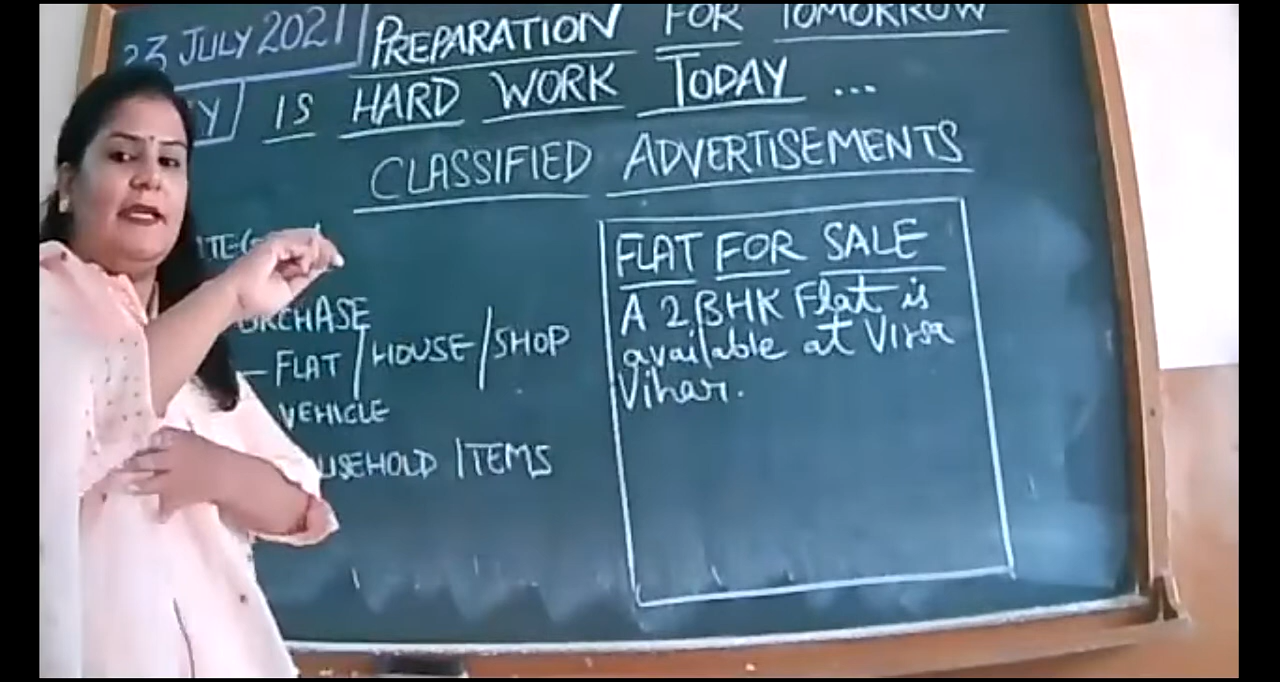 23 JULY 2021
PREPARATION FOR TOMORROW
IS HARD WORK TODAY ...
CLASSIFIED ADVERTISEMENTS
FLAT / HOUSE / SHOP
VEHICLE
ITEMS
FLAT FOR SALE
A 2 BHK Flat is
available at Virsa
Vihar.